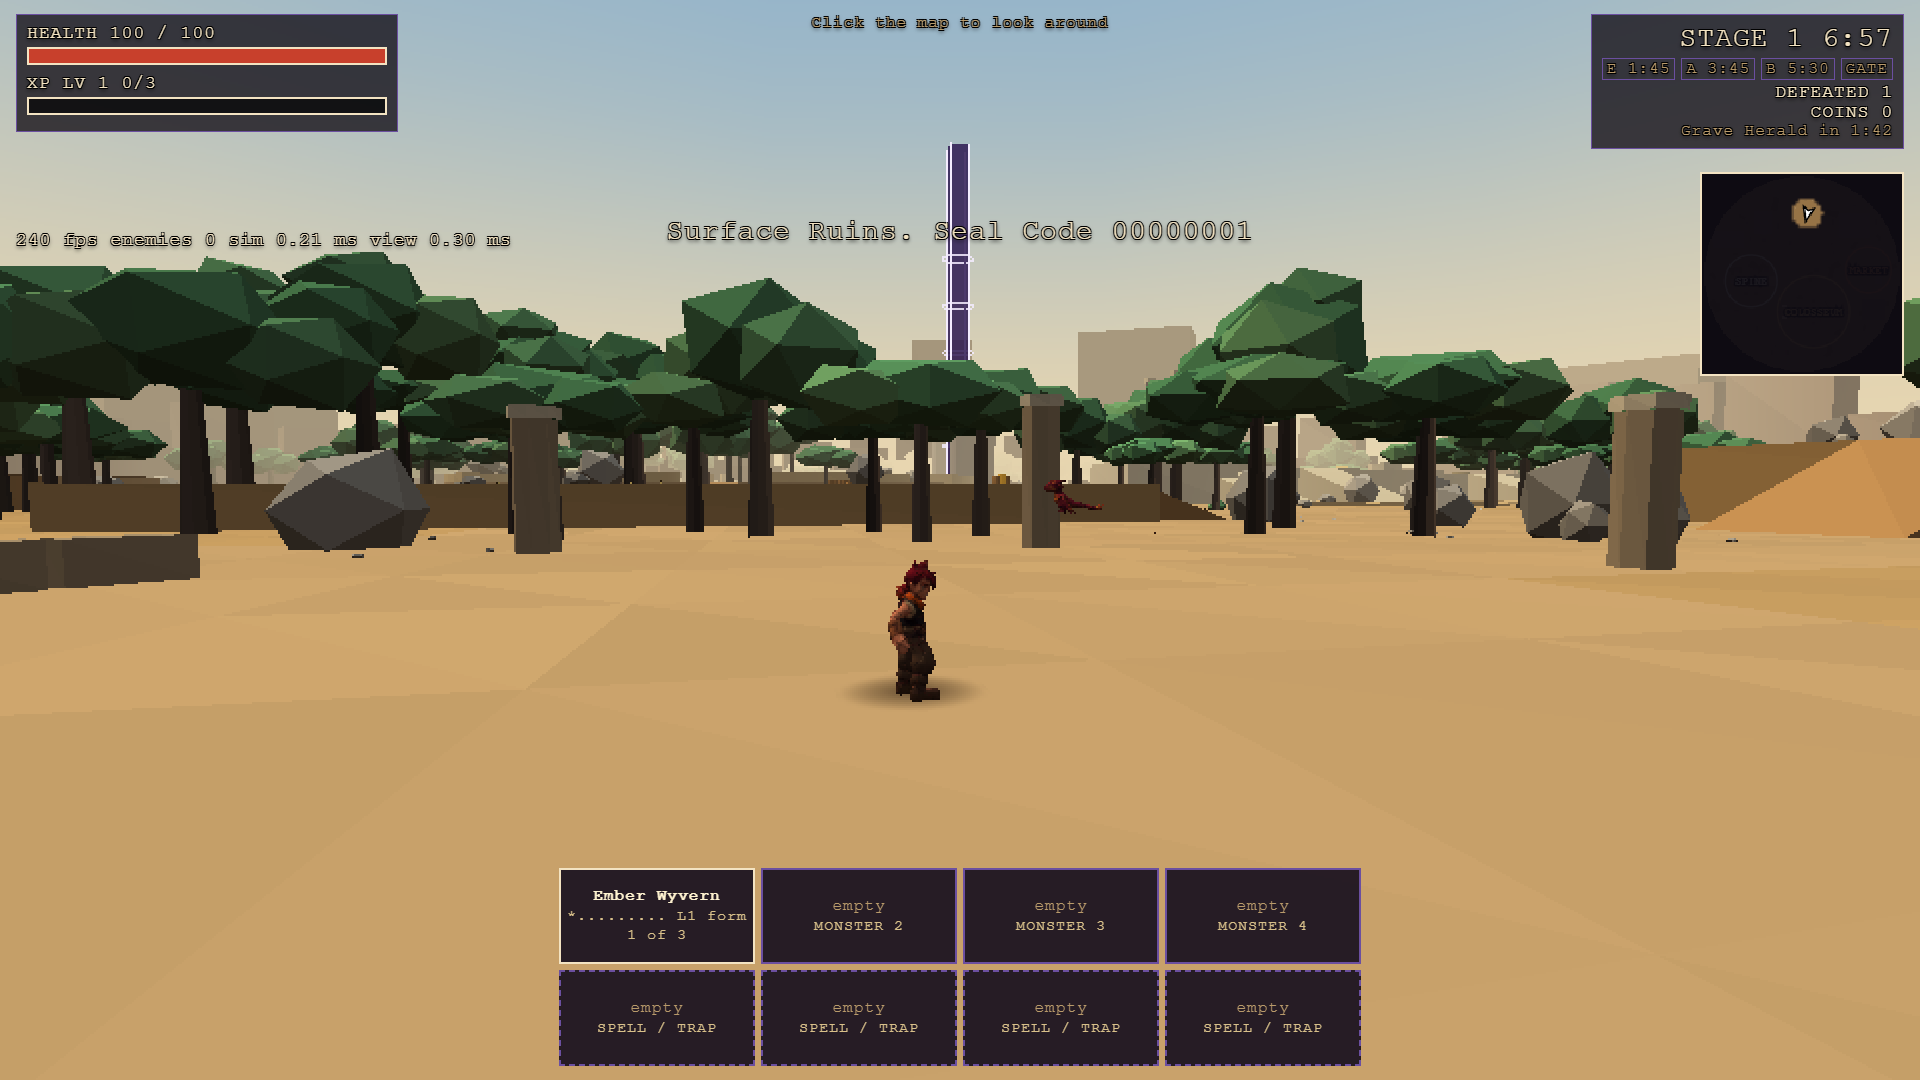 HEALTH 100 / 100
XP LV 1 0/3
Click the map to look around
STAGE 1 6:57
E 1:45 A 3:45 B 5:30 GATE
DEFEATED 1
COINS 0
Grave Herald in 1:42
240 fps enemies 0 sim 0.21 ms view 0.30 ms
Surface Ruins. Seal Code 00000001
Ember Wyvern
*......... L1 form
1 of 3
empty
MONSTER 2
empty
MONSTER 3
empty
MONSTER 4
empty
SPELL / TRAP
empty
SPELL / TRAP
empty
SPELL / TRAP
empty
SPELL / TRAP